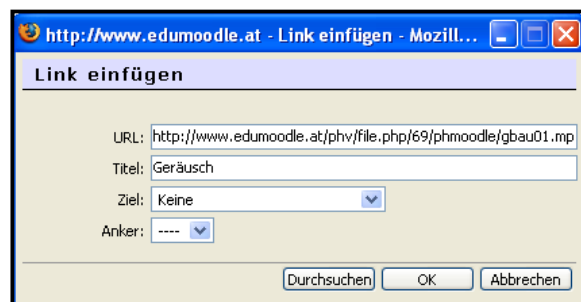 http://www.edumoodle.at - Link einfügen - Mozill...
Link einfügen
URL: http://www.edumoodle.at/phv/file.php/69/phmoodle/gbau01.mp
Titel: Geräusch
Ziel: Keine
Anker: ----
Durchsuchen OK Abbrechen